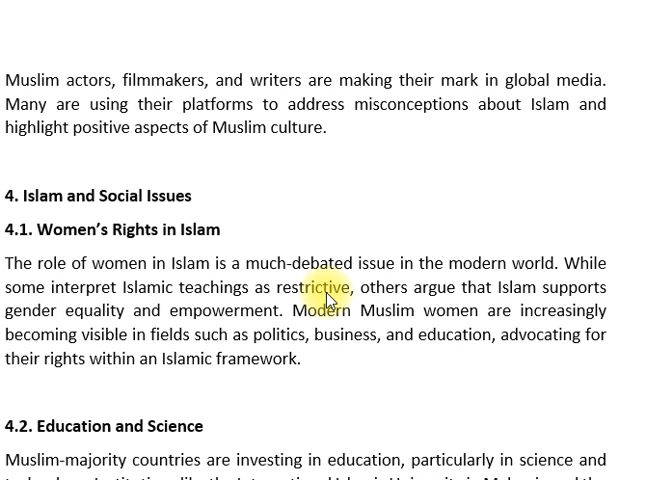 Muslim actors, filmmakers, and writers are making their mark in global media.
Many are using their platforms to address misconceptions about Islam and
highlight positive aspects of Muslim culture.
4. Islam and Social Issues
4.1. Women’s Rights in Islam
The role of women in Islam is a much-debated issue in the modern world. While
some interpret Islamic teachings as restrictive, others argue that Islam supports
gender equality and empowerment. Modern Muslim women are increasingly
becoming visible in fields such as politics, business, and education, advocating for
their rights within an Islamic framework.
4.2. Education and Science
Muslim-majority countries are investing in education, particularly in science and